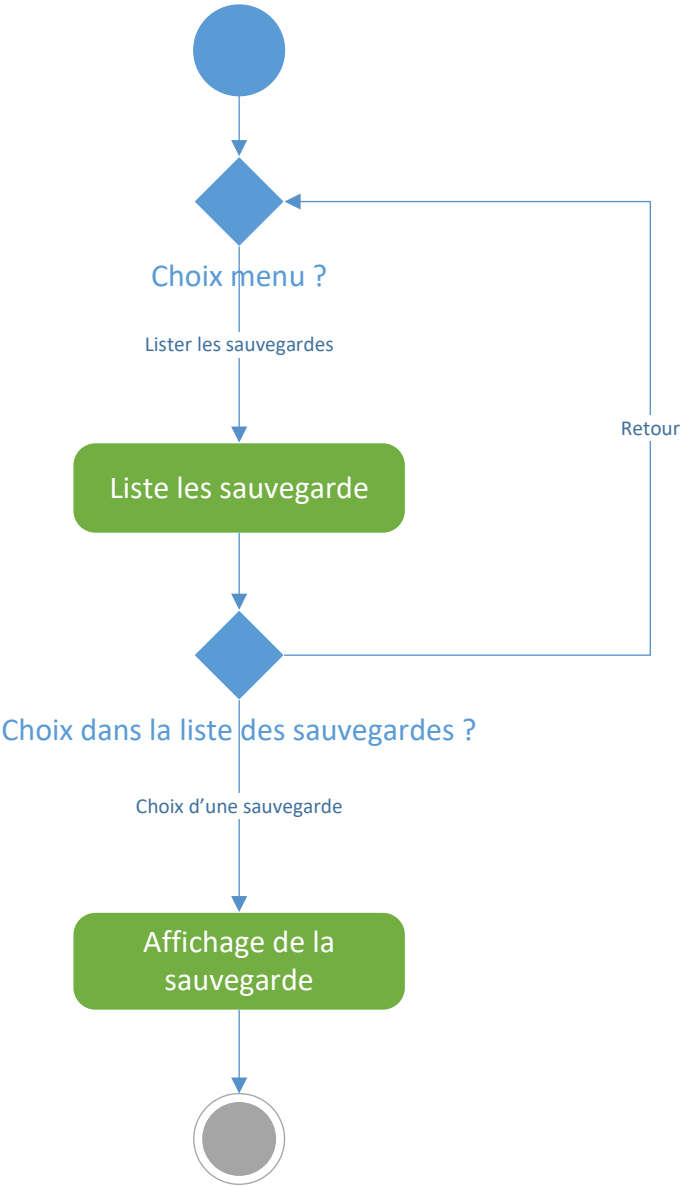 Choix menu ?
Lister les sauvegardes
Retour
Liste les sauvegarde
Choix dans la liste des sauvegardes ?
Choix d’une sauvegarde
Affichage de la
sauvegarde